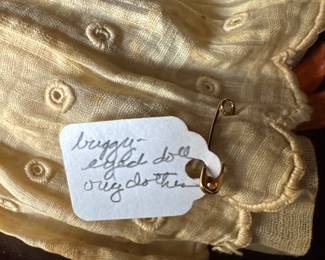 buggy-
eyed doll
orig clothes